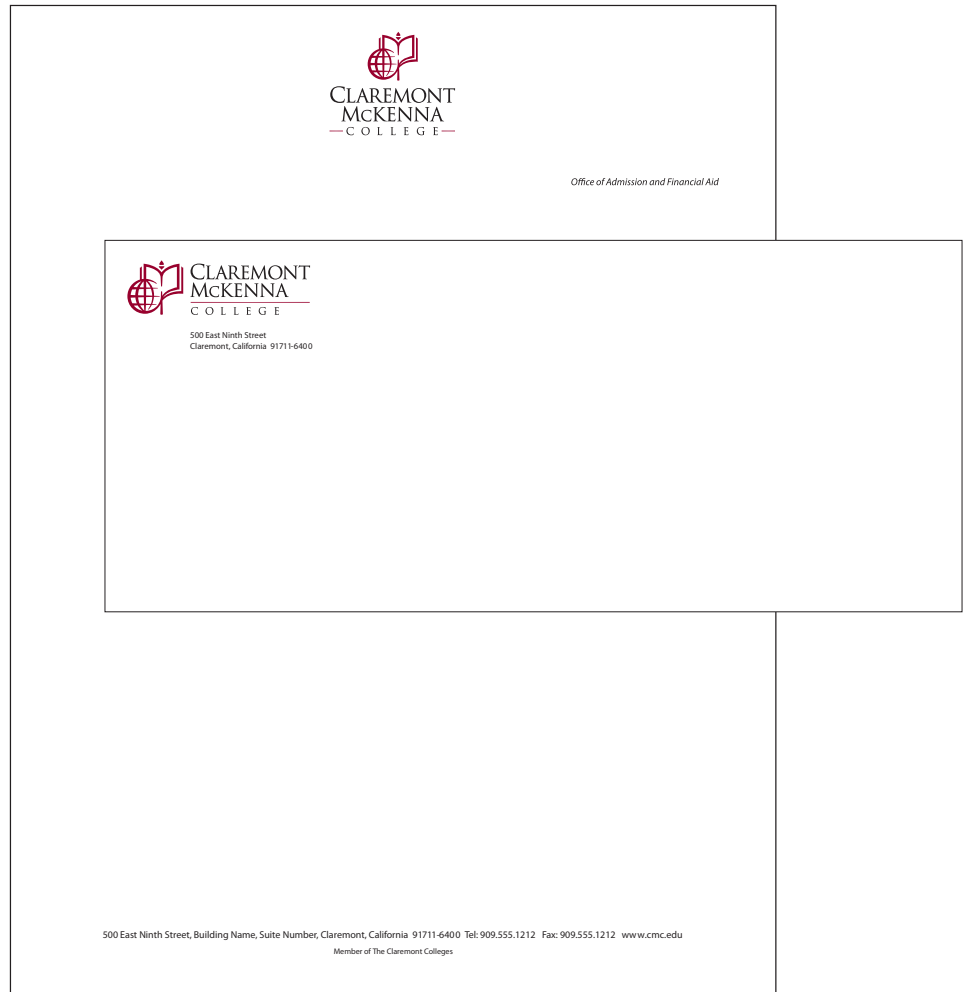 CLAREMONT
MCKENNA
COLLEGE
Office of Admission and Financial Aid
CLAREMONT
MCKENNA
COLLEGE
500 East Ninth Street
Claremont, California 91711-6400
500 East Ninth Street, Building Name, Suite Number, Claremont, California 91711-6400 Tel: 909.555.1212 Fax: 909.555.1212 www.cmc.edu
Member of The Claremont Colleges